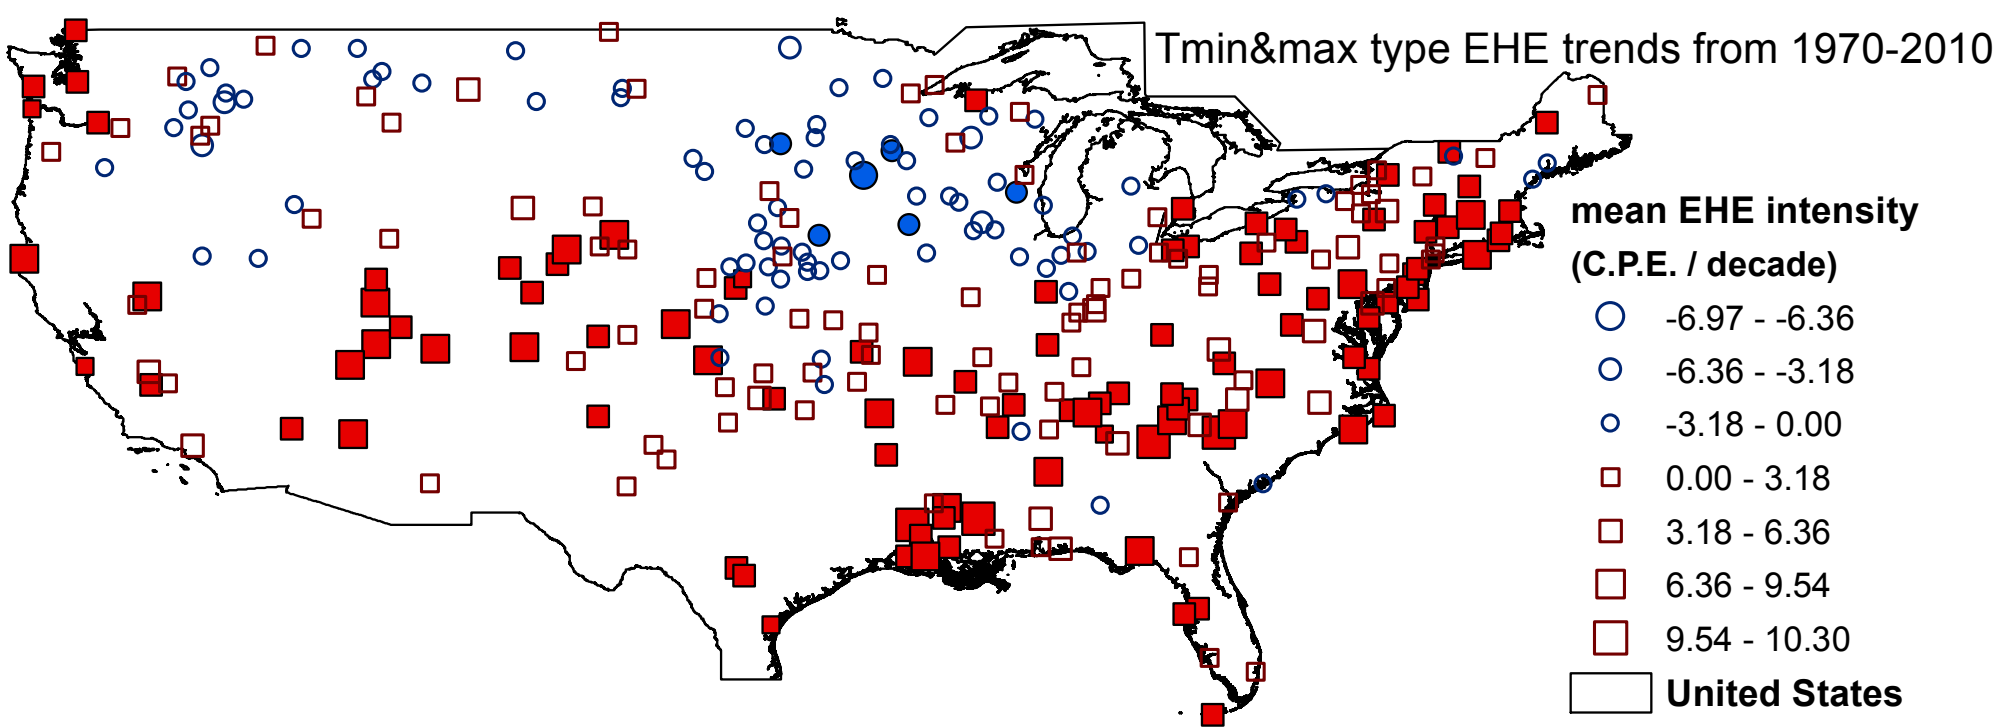 Tmin&max type EHE trends from 1970-2010
mean EHE intensity
(C.P.E. / decade)
-6.97 - -6.36
-6.36 - -3.18
-3.18 - 0.00
0.00 - 3.18
3.18 - 6.36
6.36 - 9.54
9.54 - 10.30
United States